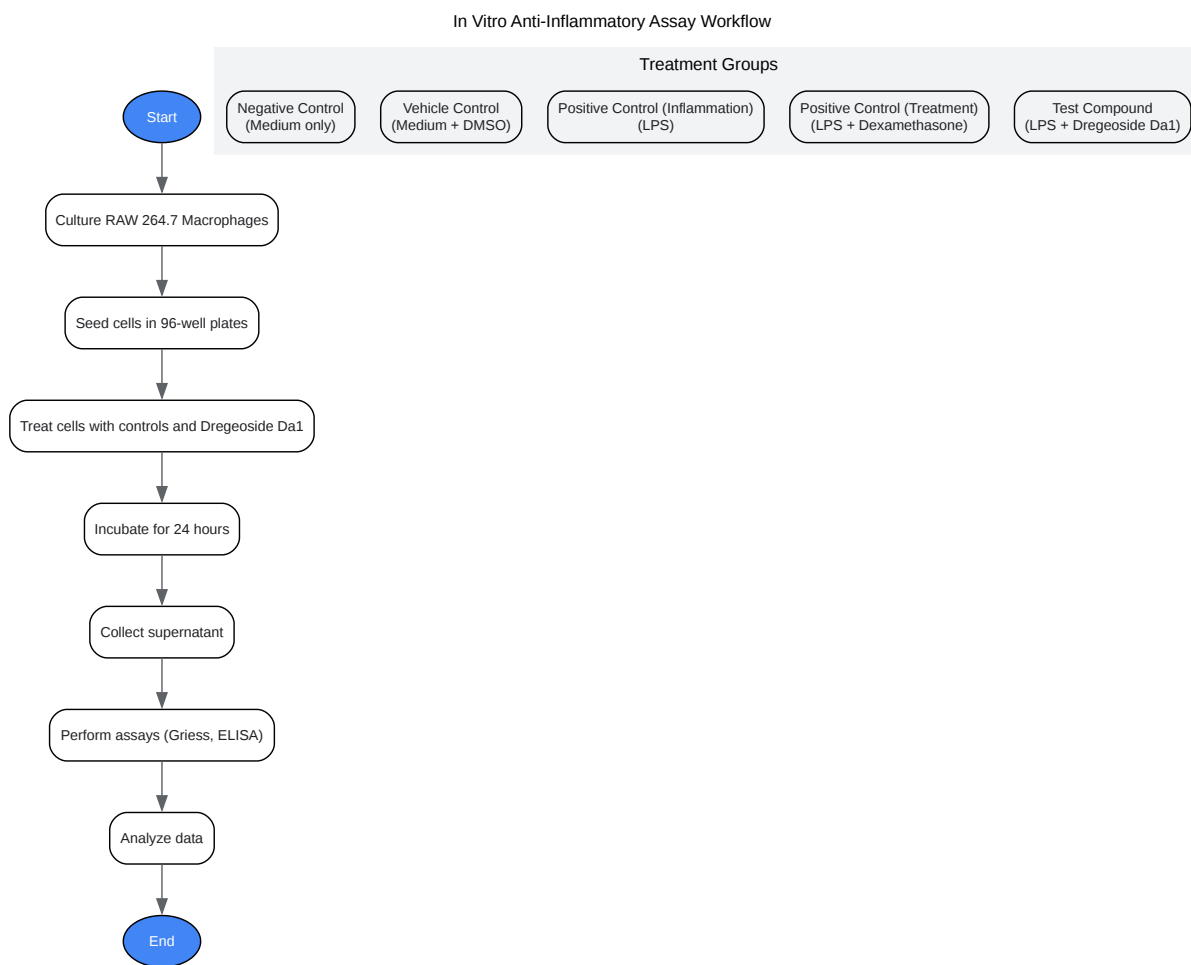 In Vitro Anti-Inflammatory Assay Workflow
Treatment Groups
Start
Negative Control
(Medium only)
Vehicle Control
(Medium + DMSO)
Positive Control (Inflammation)
(LPS)
Positive Control (Treatment)
(LPS + Dexamethasone)
Test Compound
(LPS + Dregeoside Da1)
Culture RAW 264.7 Macrophages
Seed cells in 96-well plates
Treat cells with controls and Dregeoside Da1
Incubate for 24 hours
Collect supernatant
Perform assays (Griess, ELISA)
Analyze data
End